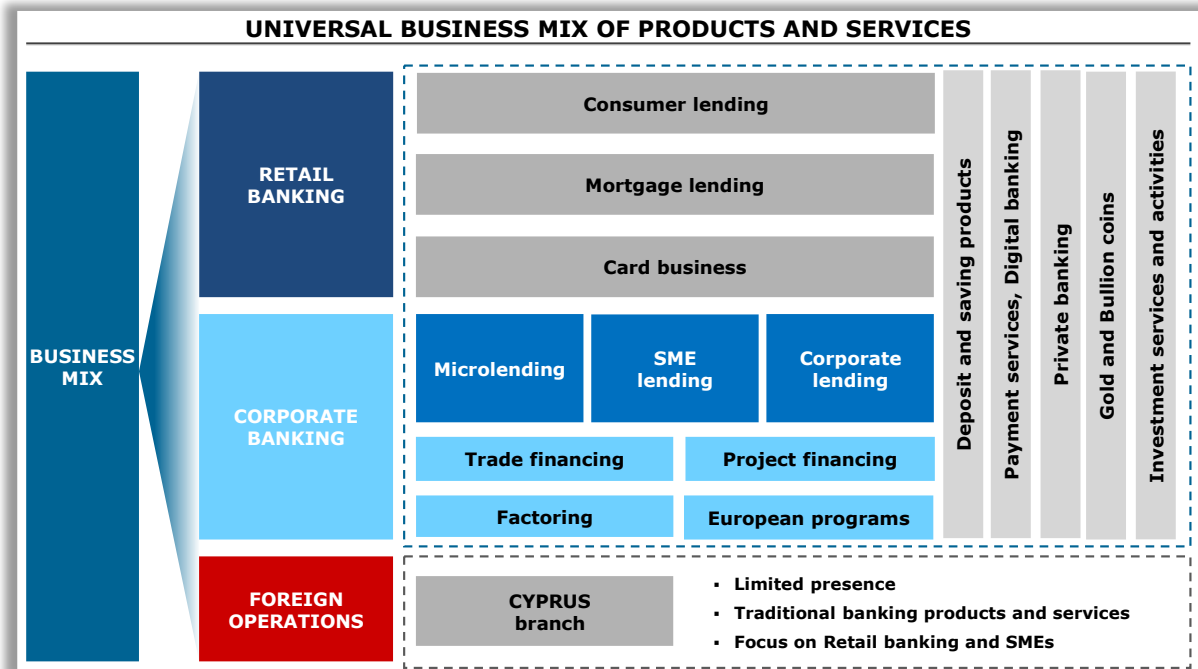 UNIVERSAL BUSINESS MIX OF PRODUCTS AND SERVICES
BUSINESS
MIX
RETAIL
BANKING
Consumer lending
Mortgage lending
Card business
CORPORATE
BANKING
Microlending
SME
lending
Corporate
lending
Trade financing
Project financing
Factoring
European programs
Deposit and saving products
Payment services, Digital banking
Private banking
Gold and Bullion coins
Investment services and activities
FOREIGN
OPERATIONS
CYPRUS
branch
▪ Limited presence
▪ Traditional banking products and services
▪ Focus on Retail banking and SMEs